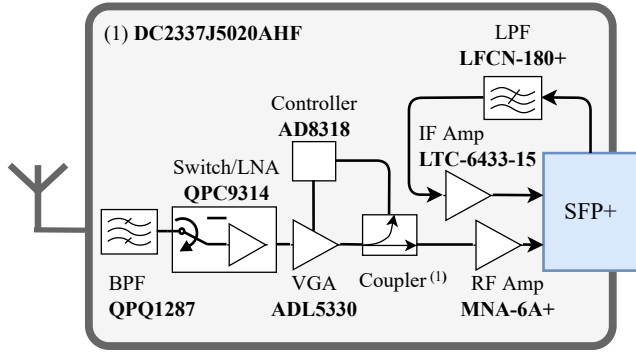 (1) DC2337J5020AHF
LPF
LFCN-180+
Controller
AD8318
IF Amp
LTC-6433-15
Switch/LNA
QPC9314
SFP+
BPF
QPQ1287
VGA
ADL5330
Coupler (1)
RF Amp
MNA-6A+